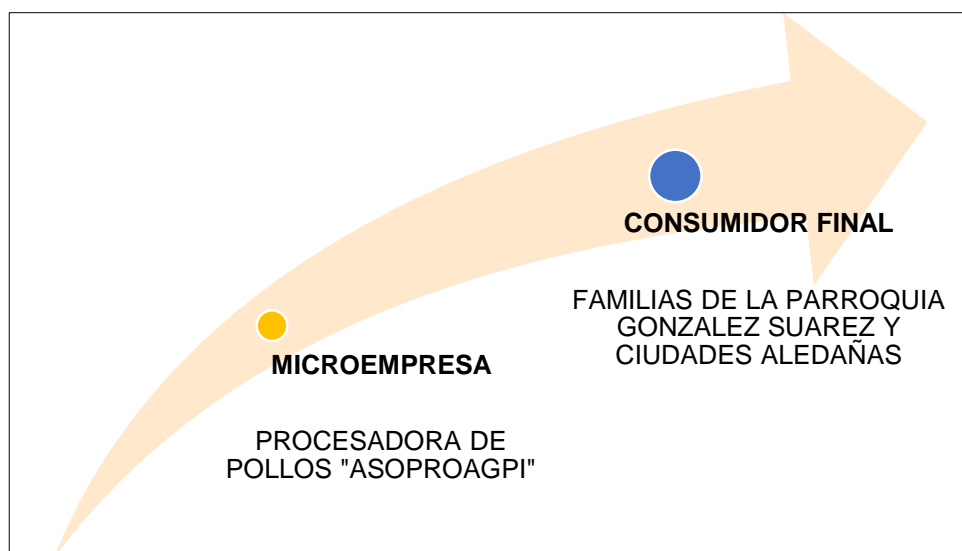 CONSUMIDOR FINAL
FAMILIAS DE LA PARROQUIA
GONZALEZ SUAREZ Y
CIUDADES ALEDAÑAS
MICROEMPRESA
PROCESADORA DE
POLLOS "ASOPROAGPI"